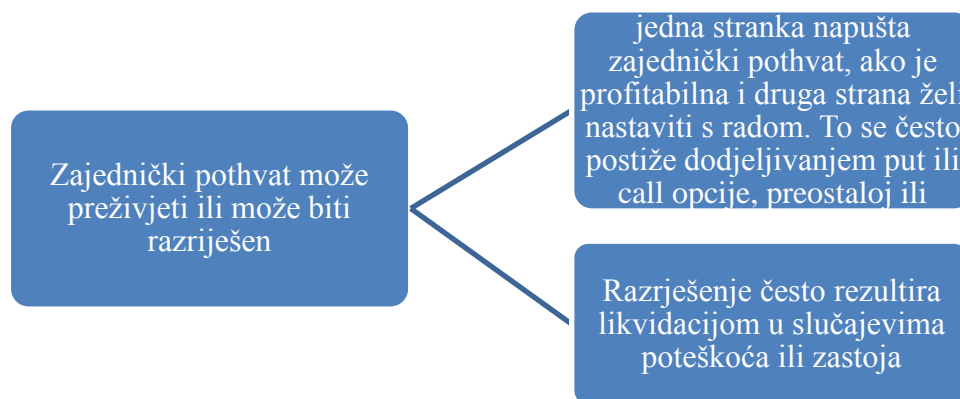 Zajednički pothvat može
preživjeti ili može biti
razriješen
jedna stranka napušta
zajednički pothvat, ako je
profitabilna i druga strana želi
nastaviti s radom. To se često
postiže dodjeljivanjem put ili
call opcije, preostaloj ili
Razrješenje često rezultira
likvidacijom u slučajevima
poteškoća ili zastoja